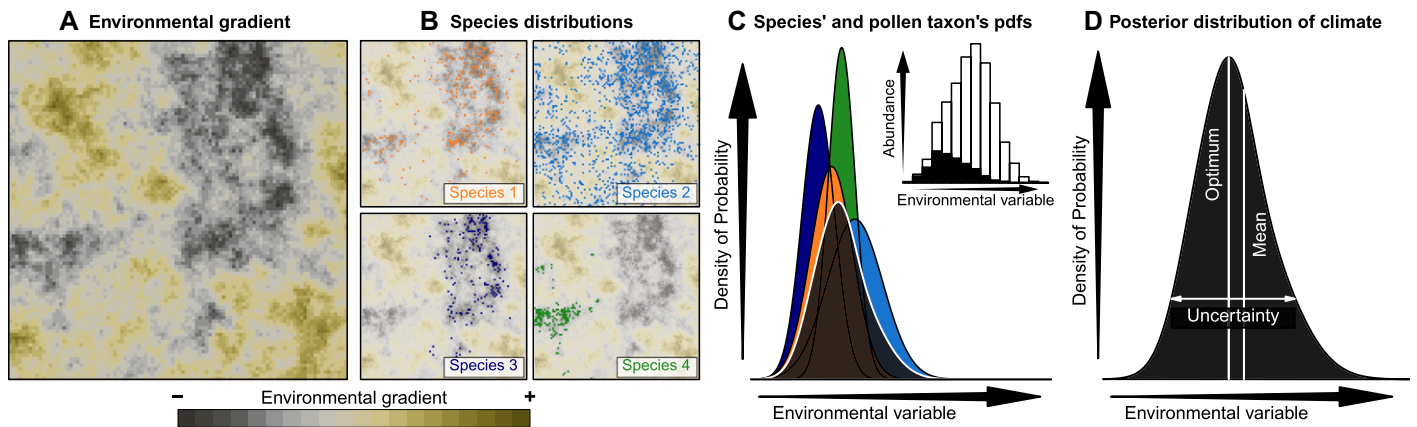 A Environmental gradient
B Species distributions
C Species' and pollen taxon's pdfs
D Posterior distribution of climate
Species 1
Species 2
Species 3
Species 4
− Environmental gradient +
Density of Probability
Abundance
Environmental variable
Environmental variable
Density of Probability
Optimum
Mean
Uncertainty
Environmental variable